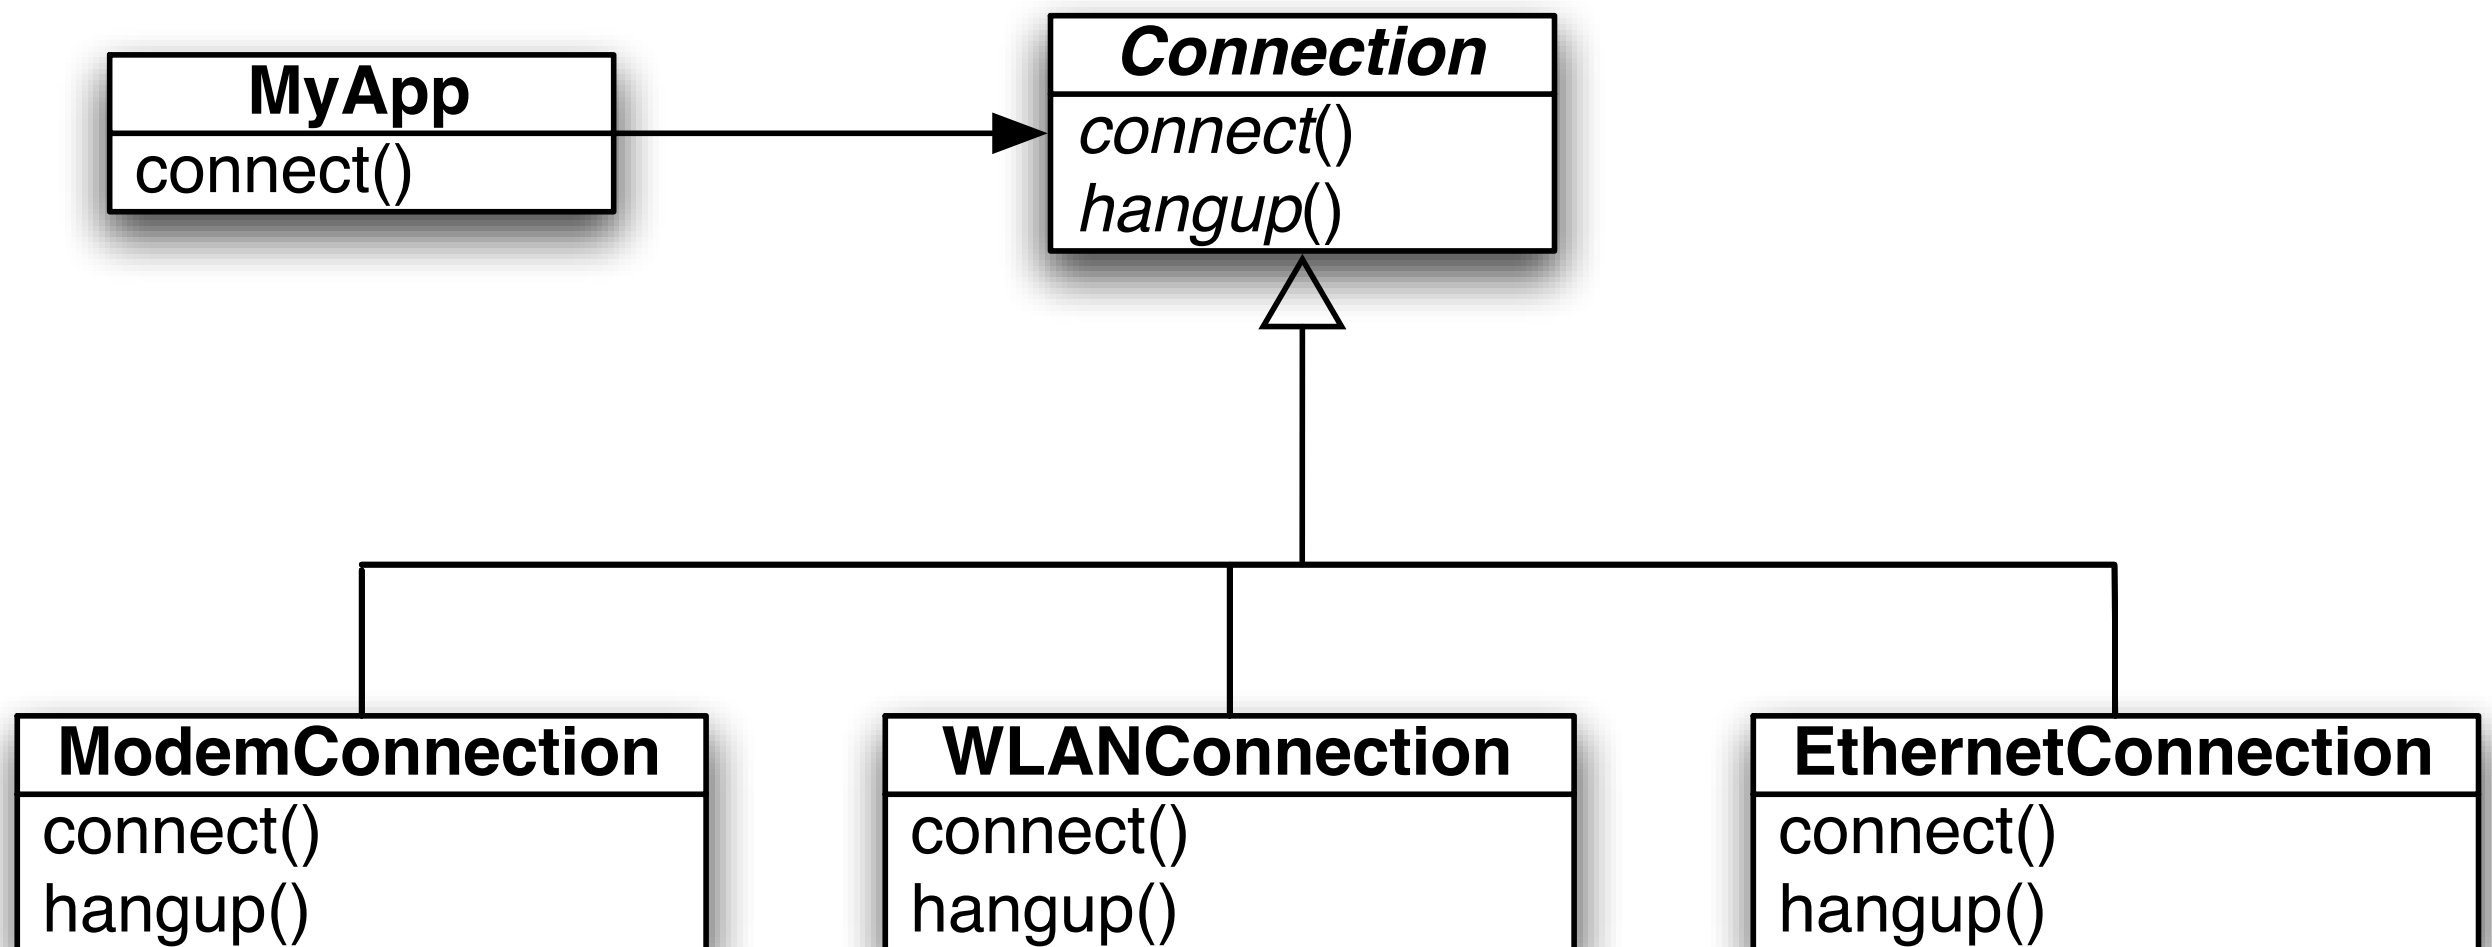 MyApp
connect()
Connection
connect()
hangup()
ModemConnection
connect()
hangup()
WLANConnection
connect()
hangup()
EthernetConnection
connect()
hangup()